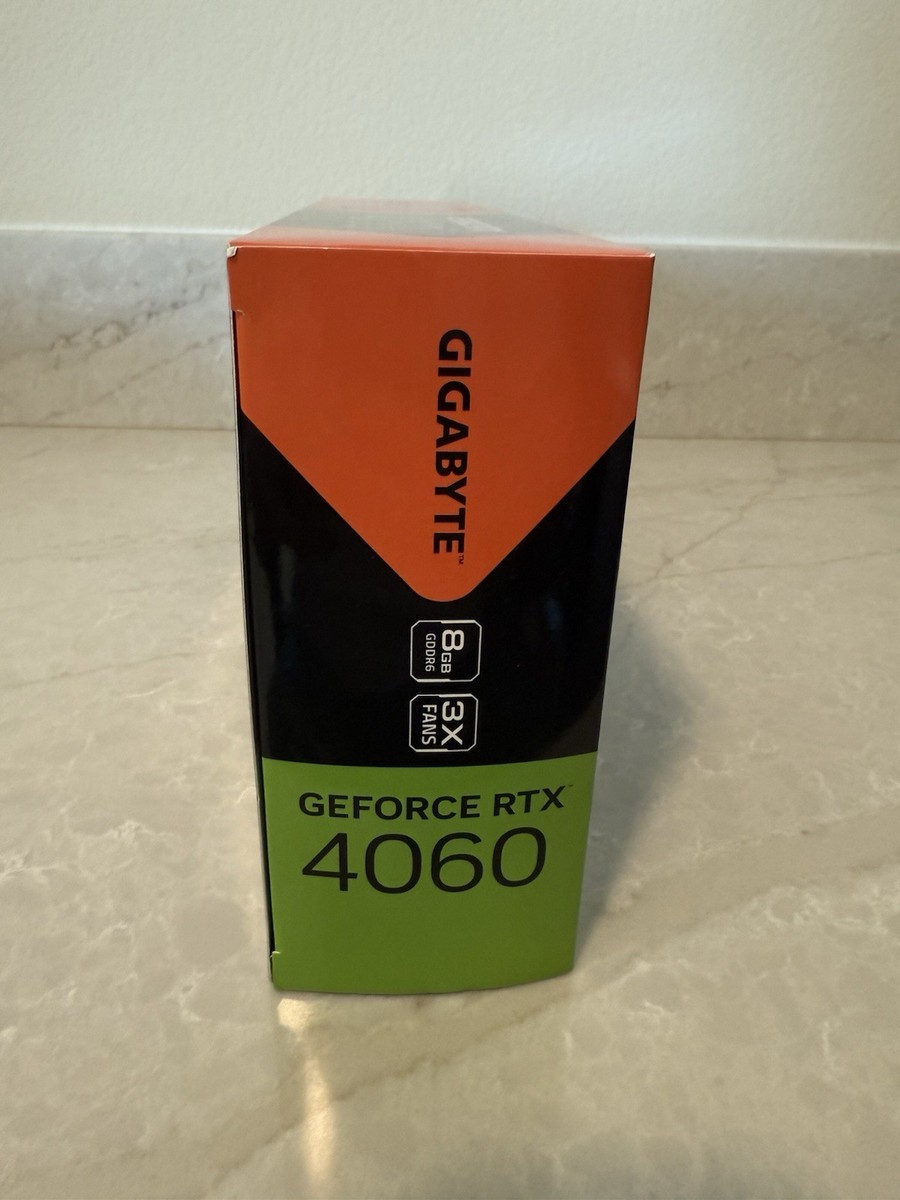 GIGABYTE™
8GB
GDDR6
3X
FANS
GEFORCE RTX™
4060